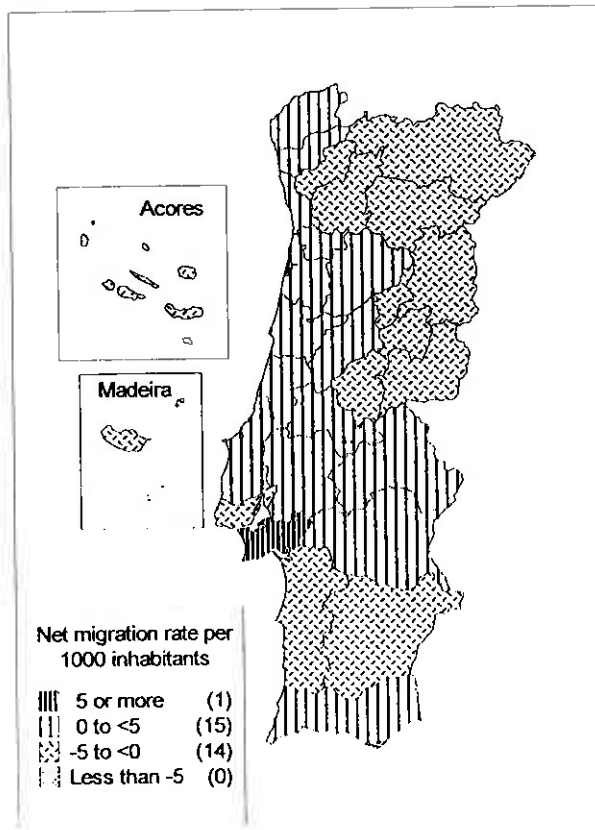 Acores
Madeira
Net migration rate per
1000 inhabitants
5 or more (1)
0 to <5 (15)
-5 to <0 (14)
Less than -5 (0)